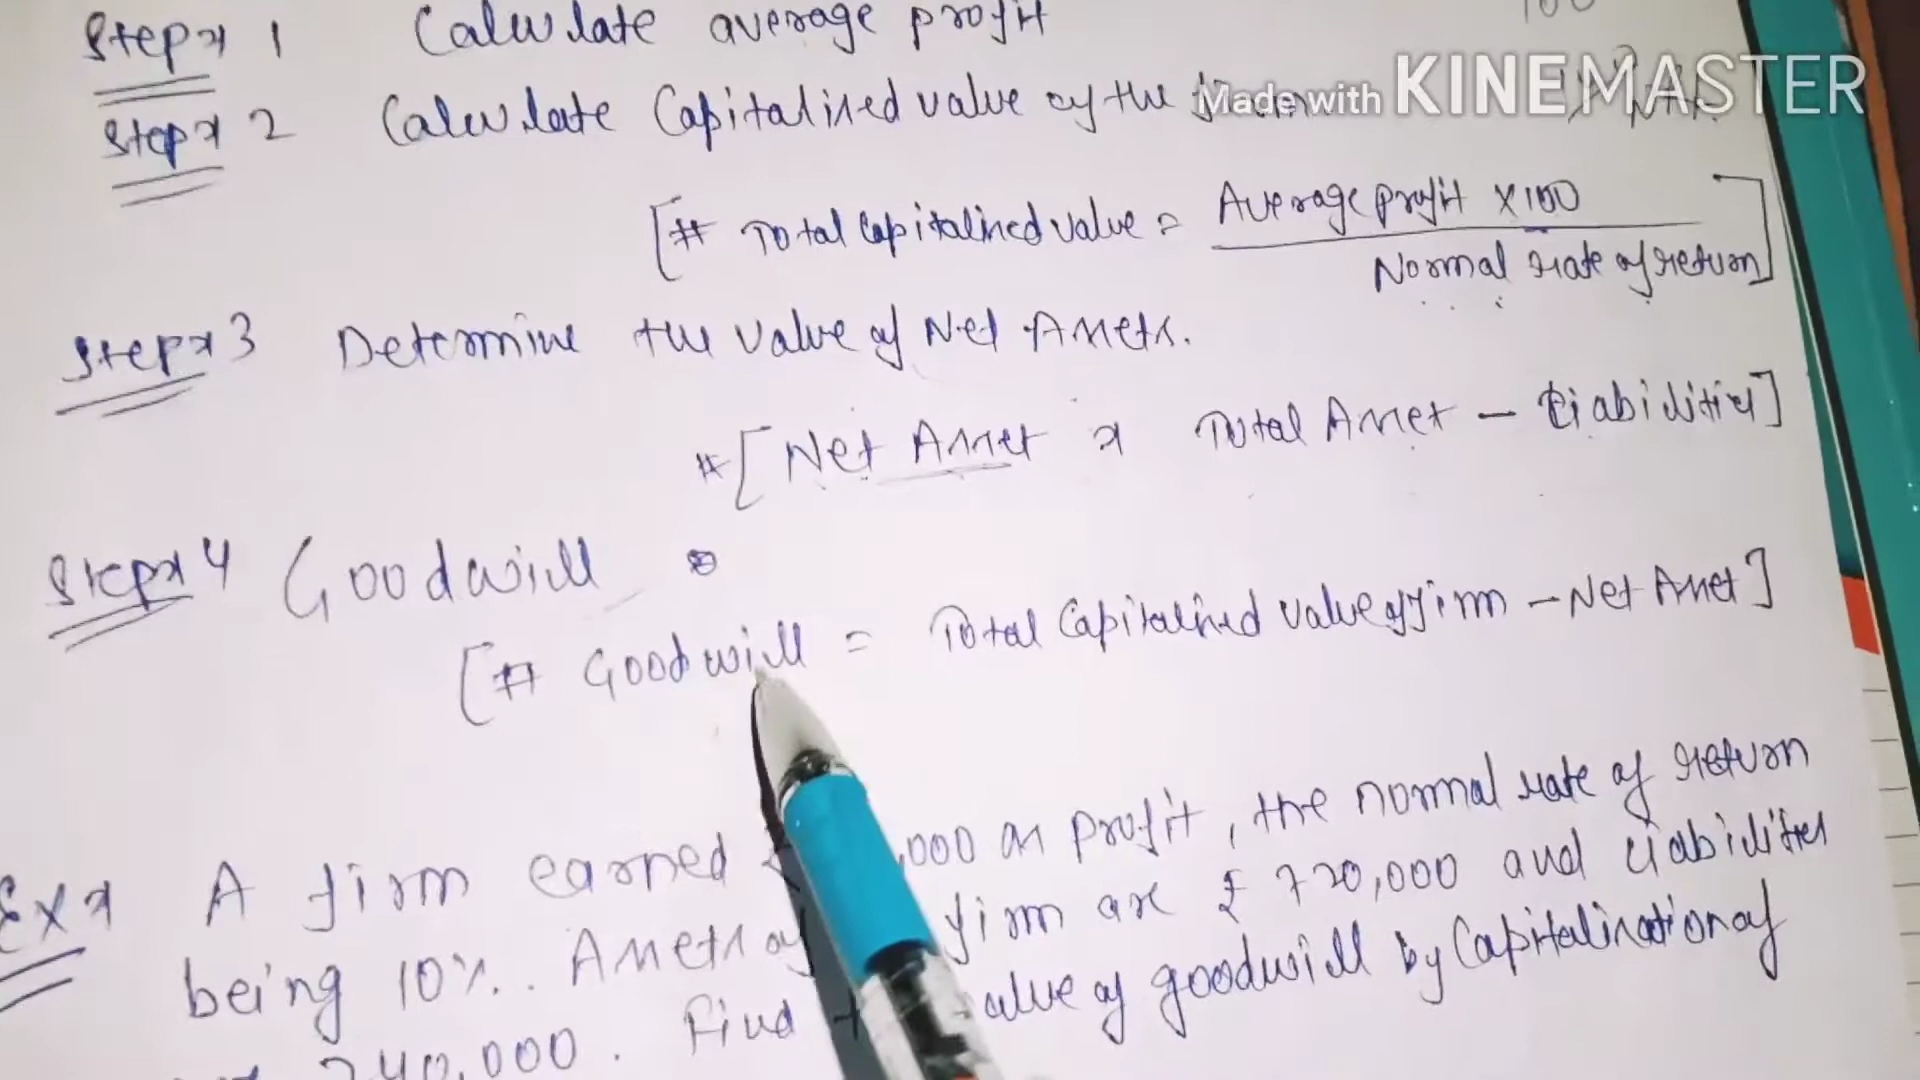 Step 1 Calculate average profit
100
Step 2 Calculate Capitalised value of the firm
Made with KINEMASTER
[# Total Capitalised value = Average profit x100
Normal rate of return]
Step 3 Determine the value of Net Assets.
#[Net Asset = Total Asset - Liabilities]
Step 4 Goodwill
[# Goodwill = Total Capitalised value of firm - Net Asset]
Ex A firm earned ,000 as profit, the normal rate of return
being 10%. Assets of firm are ₹ 720,000 and liabilities
240,000. Find value of goodwill by Capitalisation of